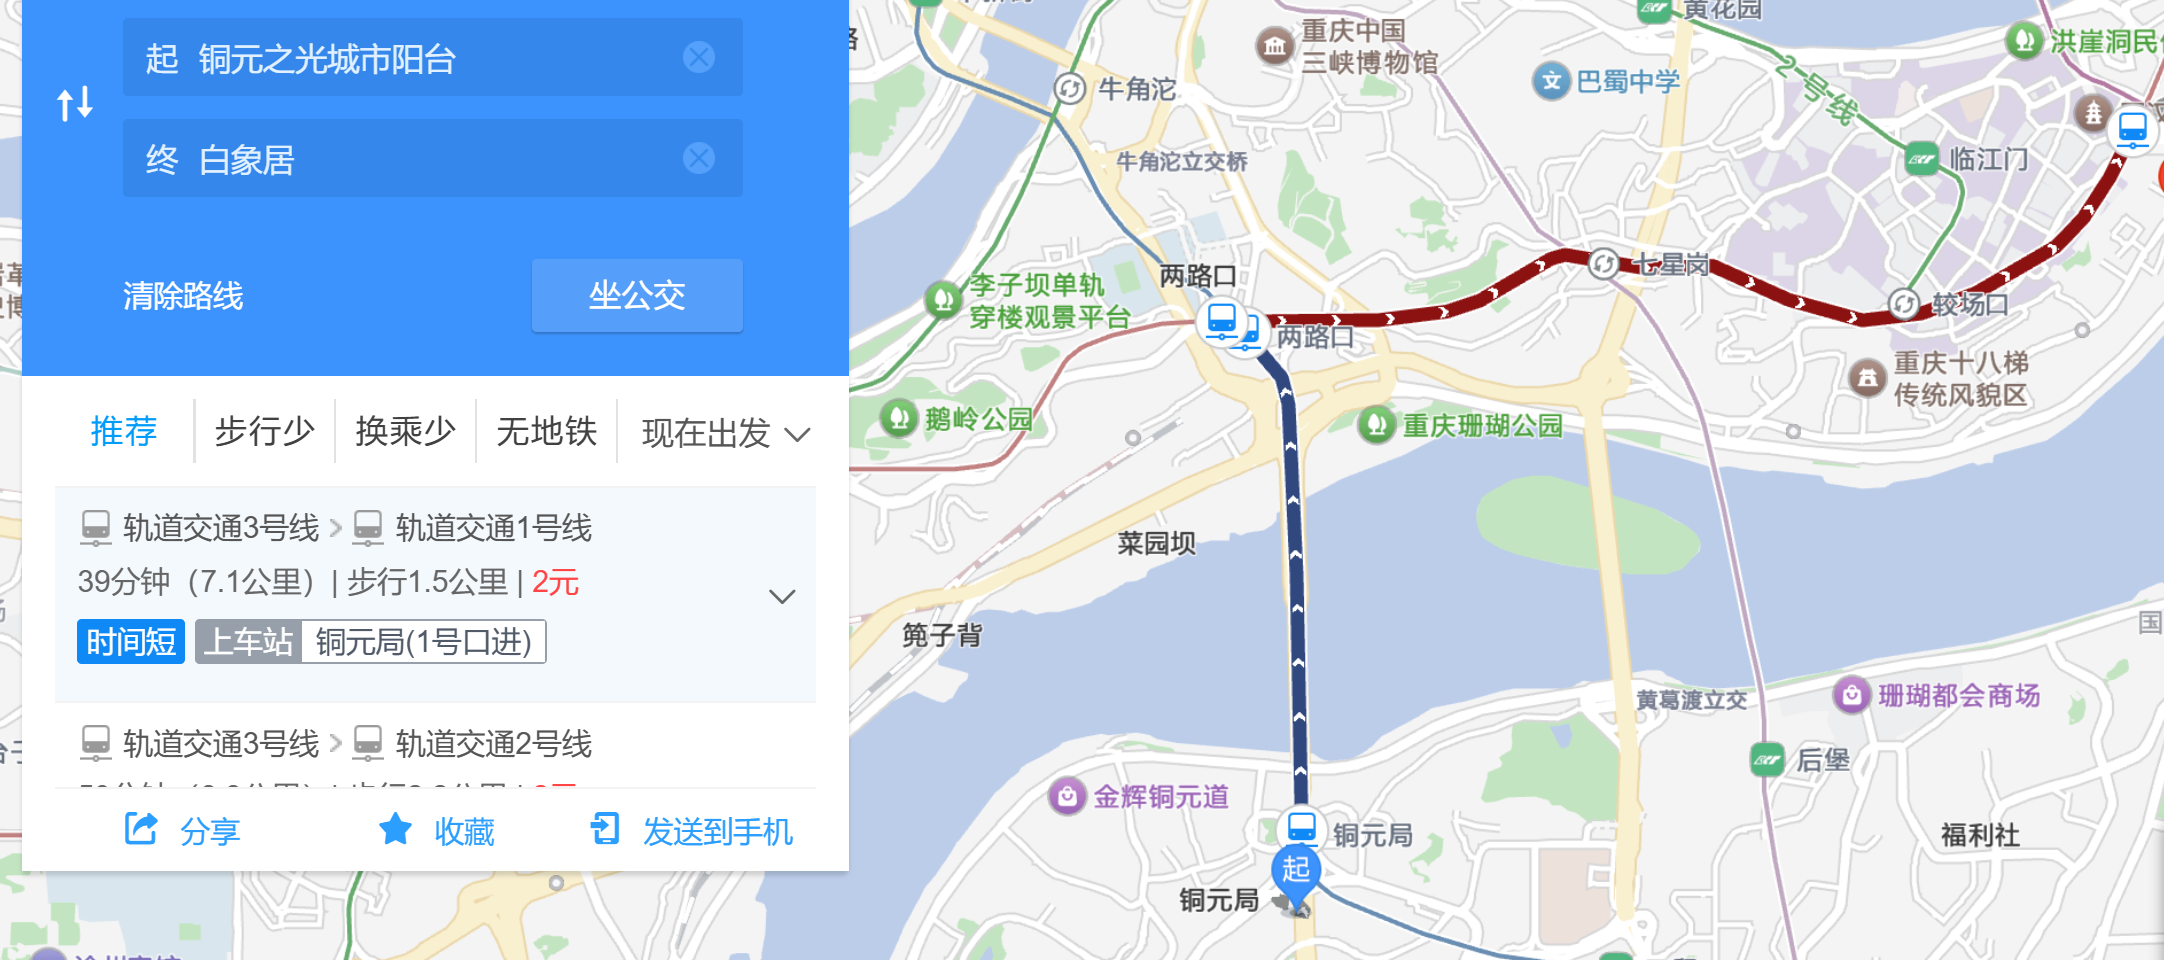 起 铜元之光城市阳台
终 白象居
清除路线
坐公交
推荐
步行少
换乘少
无地铁
现在出发
轨道交通3号线
轨道交通1号线
39分钟（7.1公里）| 步行1.5公里 | 2元
时间短
上车站
铜元局(1号口进)
轨道交通3号线
轨道交通2号线
分享
收藏
发送到手机
重庆中国
三峡博物馆
黄花园
洪崖洞民
巴蜀中学
2号线
牛角沱
牛角沱立交桥
临江门
李子坝单轨
穿楼观景平台
两路口
两路口
七星岗
较场口
重庆十八梯
传统风貌区
鹅岭公园
重庆珊瑚公园
菜园坝
篼子背
黄葛渡立交
珊瑚都会商场
后堡
金辉铜元道
铜元局
福利社
起
铜元局
国